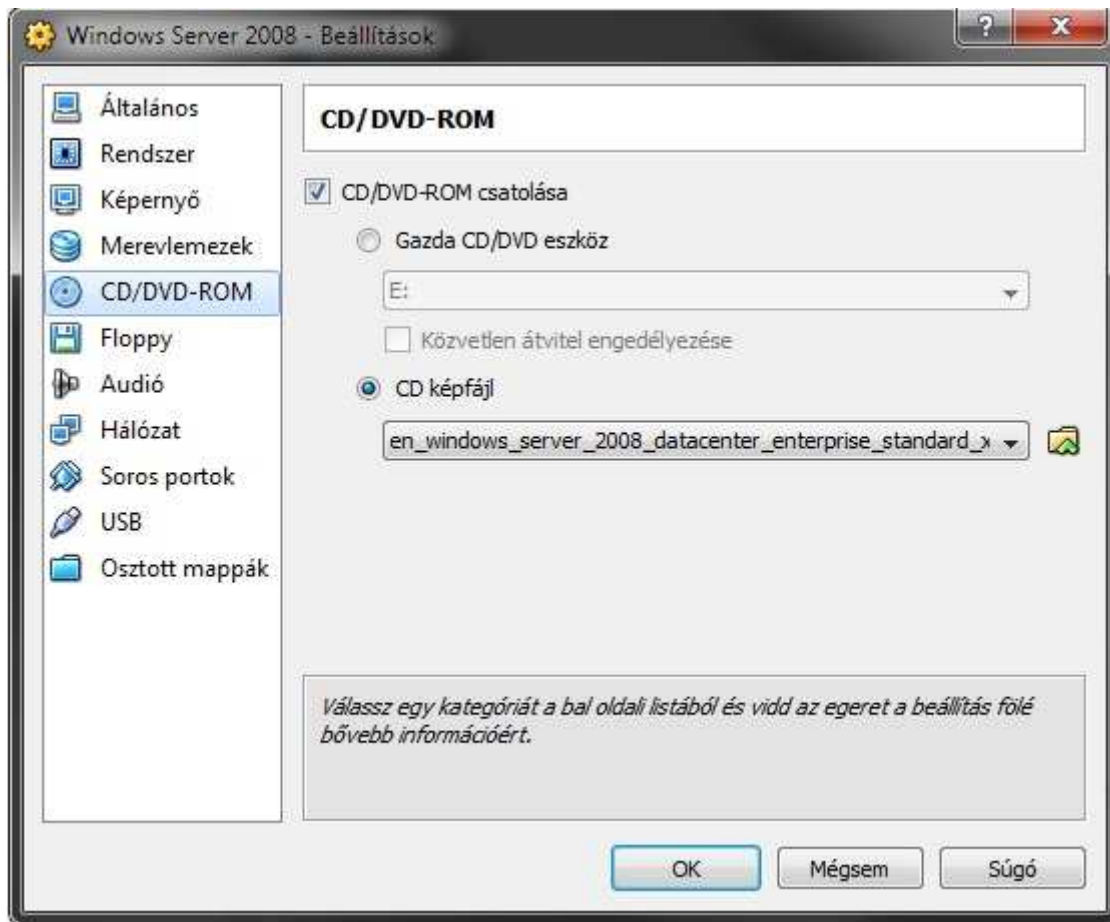 Windows Server 2008 - Beállítások
?
Általános
Rendszer
Képernyő
Merevlemezek
CD/DVD-ROM
Floppy
Audió
Hálózat
Soros portok
USB
Osztott mappák
CD/DVD-ROM
CD/DVD-ROM csatolása
Gazda CD/DVD eszköz
E:
Közvetlen átvitel engedélyezése
CD képfájl
en_windows_server_2008_datacenter_enterprise_standard_x
Válassz egy kategóriát a bal oldali listából és vidd az egeret a beállítás fölé
bővebb információért.
OK
Mégsem
Súgó